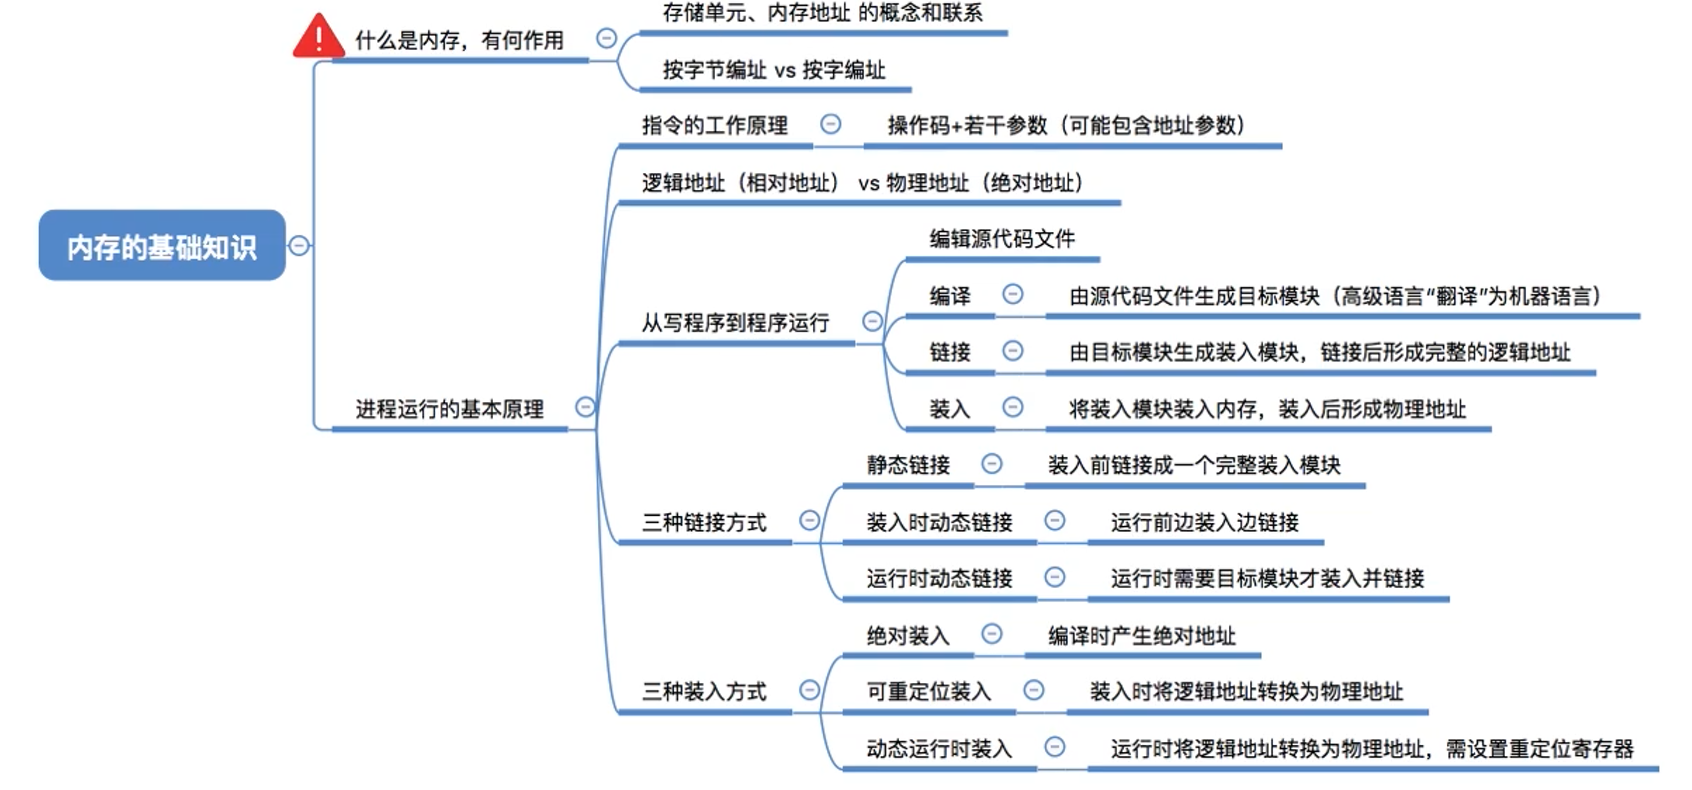 内存的基础知识
什么是内存，有何作用
存储单元、内存地址 的概念和联系
按字节编址 vs 按字编址
进程运行的基本原理
指令的工作原理
操作码+若干参数（可能包含地址参数）
逻辑地址（相对地址） vs 物理地址（绝对地址）
从写程序到程序运行
编辑源代码文件
编译
由源代码文件生成目标模块（高级语言“翻译”为机器语言）
链接
由目标模块生成装入模块，链接后形成完整的逻辑地址
装入
将装入模块装入内存，装入后形成物理地址
三种链接方式
静态链接
装入前链接成一个完整装入模块
装入时动态链接
运行前边装入边链接
运行时动态链接
运行时需要目标模块才装入并链接
三种装入方式
绝对装入
编译时产生绝对地址
可重定位装入
装入时将逻辑地址转换为物理地址
动态运行时装入
运行时将逻辑地址转换为物理地址，需设置重定位寄存器